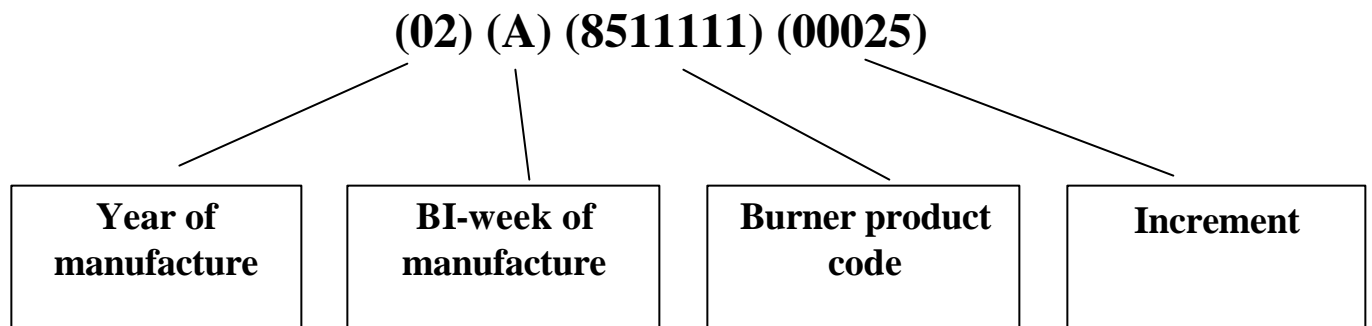 (02) (A) (8511111) (00025)
Year of
manufacture
BI-week of
manufacture
Burner product
code
Increment